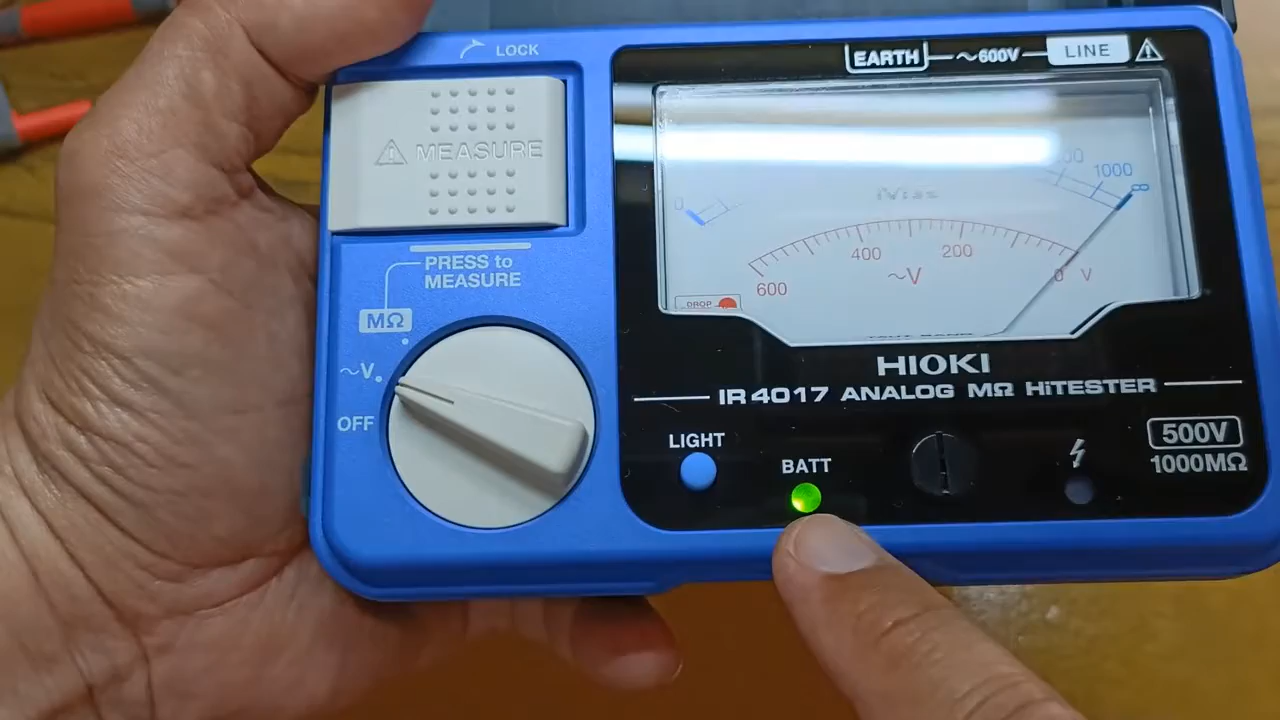 LOCK
EARTH ~600V LINE
MEASURE
0
1000 ∞
400 200
600 ~V 0 V
DROP
PRESS to
MEASURE
MΩ
~V
OFF
HIOKI
IR4017 ANALOG MΩ HiTESTER
LIGHT
BATT
500V
1000MΩ